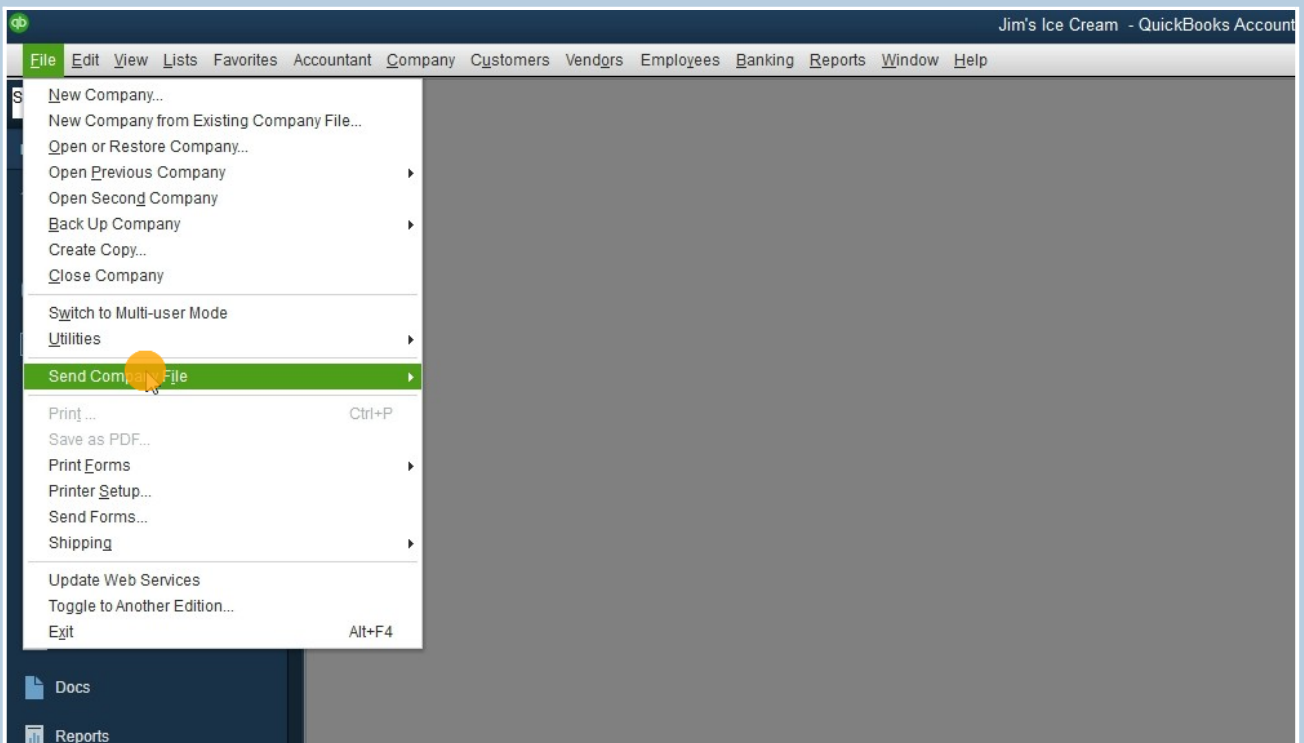 qb
Jim's Ice Cream - QuickBooks Account
File Edit View Lists Favorites Accountant Company Customers Vendors Employees Banking Reports Window Help
S
New Company...
New Company from Existing Company File...
Open or Restore Company...
Open Previous Company
Open Second Company
Back Up Company
Create Copy...
Close Company
Switch to Multi-user Mode
Utilities
Send Company File
Print ... Ctrl+P
Save as PDF...
Print Forms
Printer Setup...
Send Forms...
Shipping
Update Web Services
Toggle to Another Edition...
Exit Alt+F4
Docs
Reports